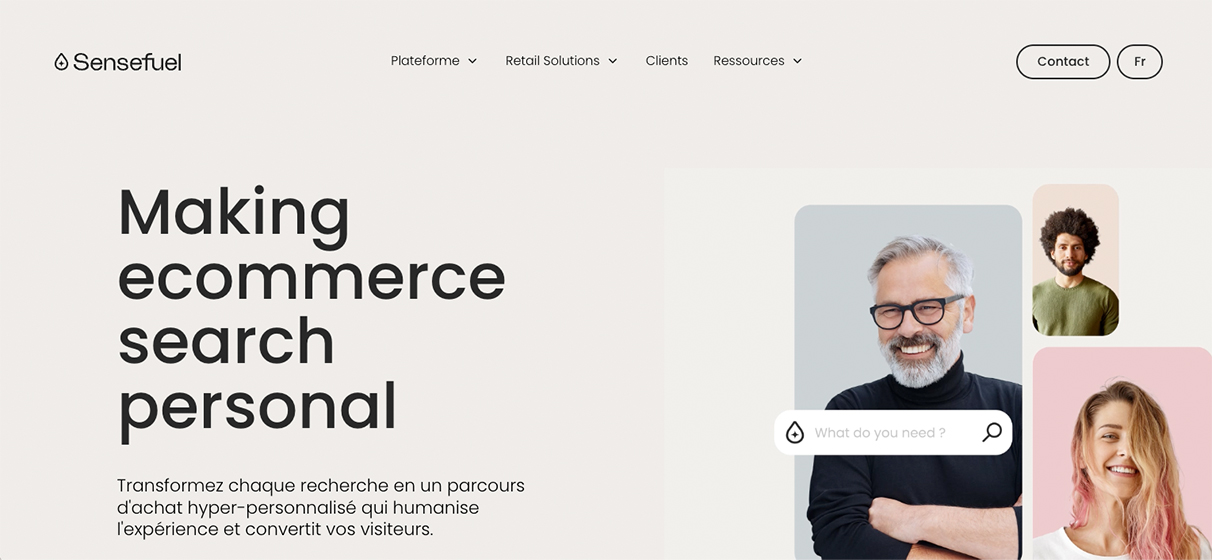 Sensefuel
Plateforme
Retail Solutions
Clients
Ressources
Contact
Fr
Making
ecommerce
search
personal
Transformez chaque recherche en un parcours
d'achat hyper-personnalisé qui humanise
l'expérience et convertit vos visiteurs.
What do you need ?